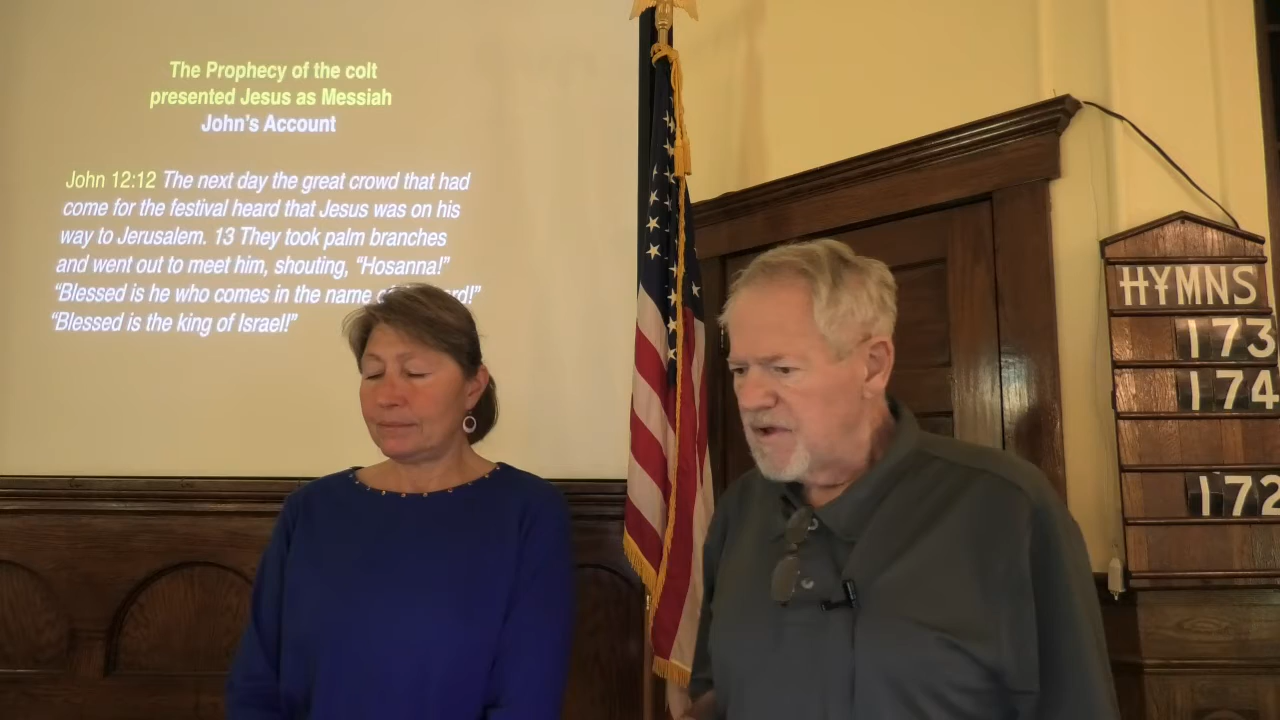 The Prophecy of the colt
presented Jesus as Messiah
John's Account
John 12:12 The next day the great crowd that had
come for the festival heard that Jesus was on his
way to Jerusalem. 13 They took palm branches
and went out to meet him, shouting, "Hosanna!"
"Blessed is he who comes in the name
"Blessed is the king of Israel!"
HYMNS
173
174
172